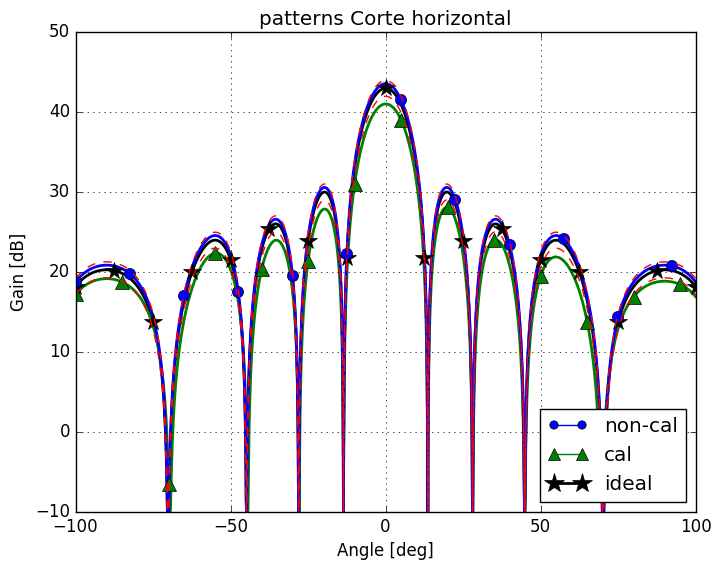 patterns Corte horizontal
50
40
30
20
10
0
−10
Gain [dB]
non-cal
cal
ideal
−100 −50 0 50 100
Angle [deg]